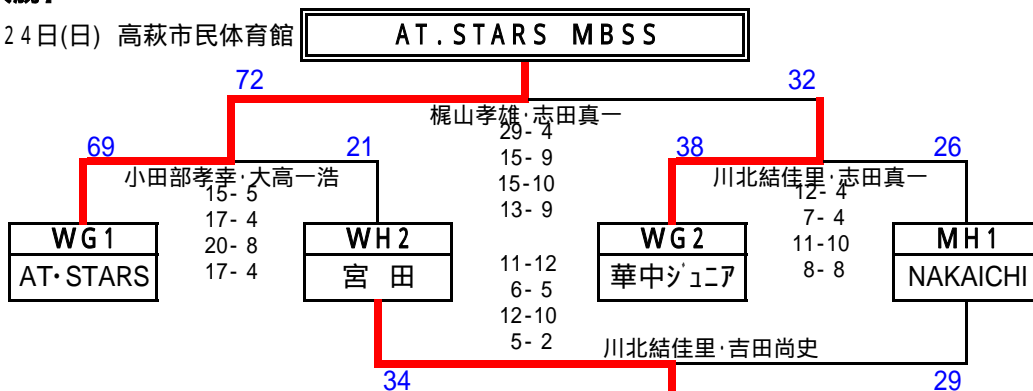 24日(日) 高萩市民体育館
AT.STARS MBSS
72
32
梶山孝雄・志田真一
29- 4
15- 9
15-10
13- 9
69
21
小田部孝幸・大高一浩
15- 5
17- 4
20- 8
17- 4
38
26
川北結佳里・志田真一
12- 4
7- 4
11-10
8- 8
WG1
AT・STARS
WH2
宮 田
WG2
華中ジュニア
MH1
NAKAICHI
11-12
6- 5
12-10
5- 2
川北結佳里・吉田尚史
34
29